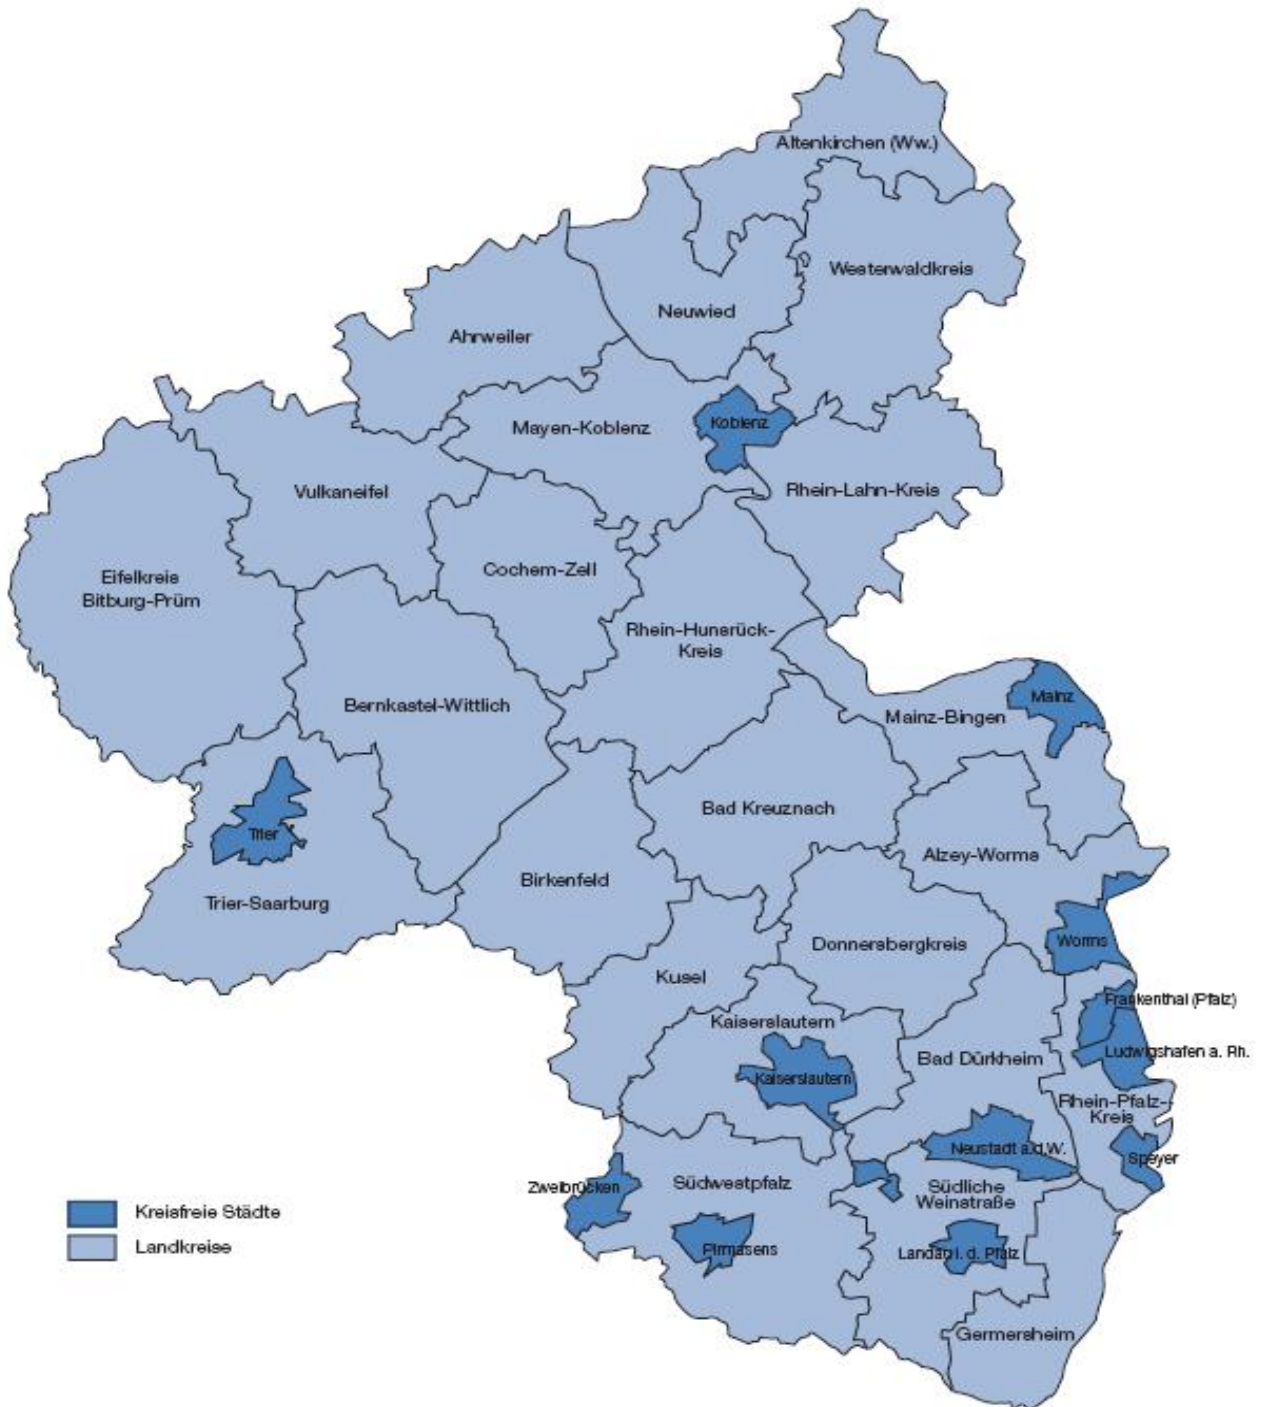 Altenkirchen (Ww.)
Westerwaldkreis
Neuwied
Ahrweiler
Koblenz
Mayen-Koblenz
Rhein-Lahn-Kreis
Vulkaneifel
Cochem-Zell
Eifelkreis
Bitburg-Prüm
Rhein-Hunsrück-
Kreis
Mainz
Bernkastel-Wittlich
Mainz-Bingen
Bad Kreuznach
Trier
Alzey-Worms
Birkenfeld
Trier-Saarburg
Worms
Donnersbergkreis
Kusel
Frankenthal (Pfalz)
Kaiserslautern
Ludwigshafen a. Rh.
Bad Dürkheim
Kaiserslautern
Rhein-Pfalz-
Kreis
Neustadt a.d.W.
Speyer
Südwestpfalz
Zweibrücken
Südliche
Weinstraße
Kreisfreie Städte
Landkreise
Pirmasens
Landau i. d. Pfalz
Germersheim